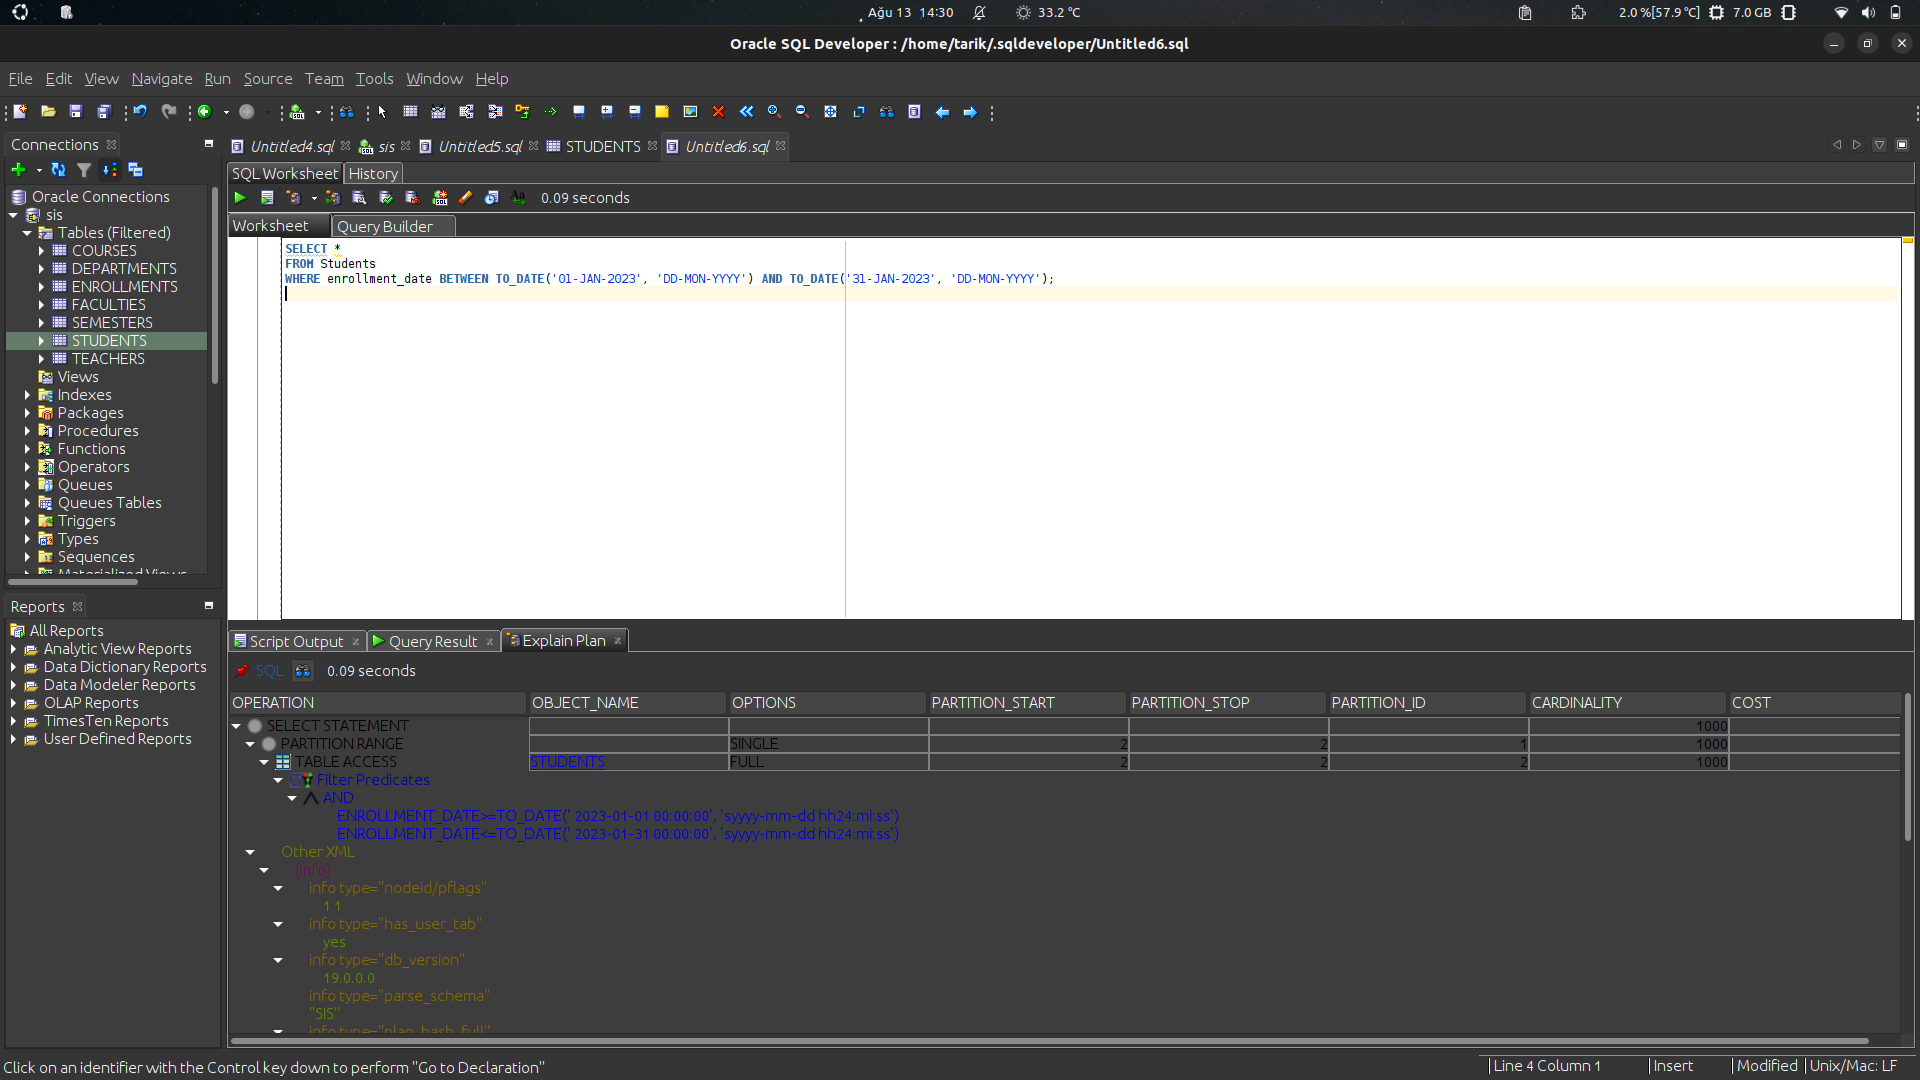 Ağu 13 14:30
33.2 °C
2.0 %[57.9 °C]
7.0 GB
Oracle SQL Developer : /home/tarik/.sqldeveloper/Untitled6.sql
File Edit View Navigate Run Source Team Tools Window Help
Connections
Untitled4.sql
sis
Untitled5.sql
STUDENTS
Untitled6.sql
SQL Worksheet
History
0.09 seconds
Worksheet
Query Builder
Oracle Connections
sis
Tables (Filtered)
COURSES
DEPARTMENTS
ENROLLMENTS
FACULTIES
SEMESTERS
STUDENTS
TEACHERS
Views
Indexes
Packages
Procedures
Functions
Operators
Queues
Queues Tables
Triggers
Types
Sequences
Materialized Views
SELECT *
FROM Students
WHERE enrollment_date BETWEEN TO_DATE('01-JAN-2023', 'DD-MON-YYYY') AND TO_DATE('31-JAN-2023', 'DD-MON-YYYY');
Reports
All Reports
Analytic View Reports
Data Dictionary Reports
Data Modeler Reports
OLAP Reports
TimesTen Reports
User Defined Reports
Script Output
Query Result
Explain Plan
SQL
0.09 seconds
OPERATION OBJECT_NAME OPTIONS PARTITION_START PARTITION_STOP PARTITION_ID CARDINALITY COST
SELECT STATEMENT 1000
PARTITION RANGE SINGLE 2 2 1 1000
TABLE ACCESS STUDENTS FULL 2 2 2 1000
Filter Predicates
AND
ENROLLMENT_DATE>=TO_DATE(' 2023-01-01 00:00:00', 'syyyy-mm-dd hh24:mi:ss')
ENROLLMENT_DATE<=TO_DATE(' 2023-01-31 00:00:00', 'syyyy-mm-dd hh24:mi:ss')
Other XML
{info}
info type="nodeid/pflags"
1 1
info type="has_user_tab"
yes
info type="db_version"
19.0.0.0
info type="parse_schema"
"SIS"
info type="plan_hash_full"
Click on an identifier with the Control key down to perform "Go to Declaration"
Line 4 Column 1
Insert
Modified
Unix/Mac: LF